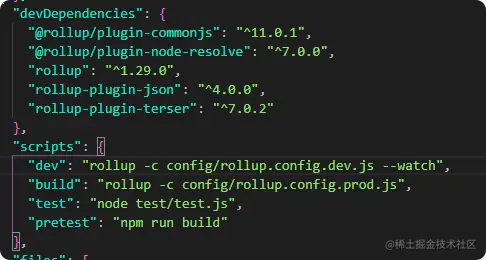 "devDependencies": {
"@rollup/plugin-commonjs": "^11.0.1",
"@rollup/plugin-node-resolve": "^7.0.0",
"rollup": "^1.29.0",
"rollup-plugin-json": "^4.0.0",
"rollup-plugin-terser": "^7.0.2"
},
"scripts": {
"dev": "rollup -c config/rollup.config.dev.js --watch",
"build": "rollup -c config/rollup.config.prod.js",
"test": "node test/test.js",
"pretest": "npm run build"
},
"files": [
@稀土掘金技术社区